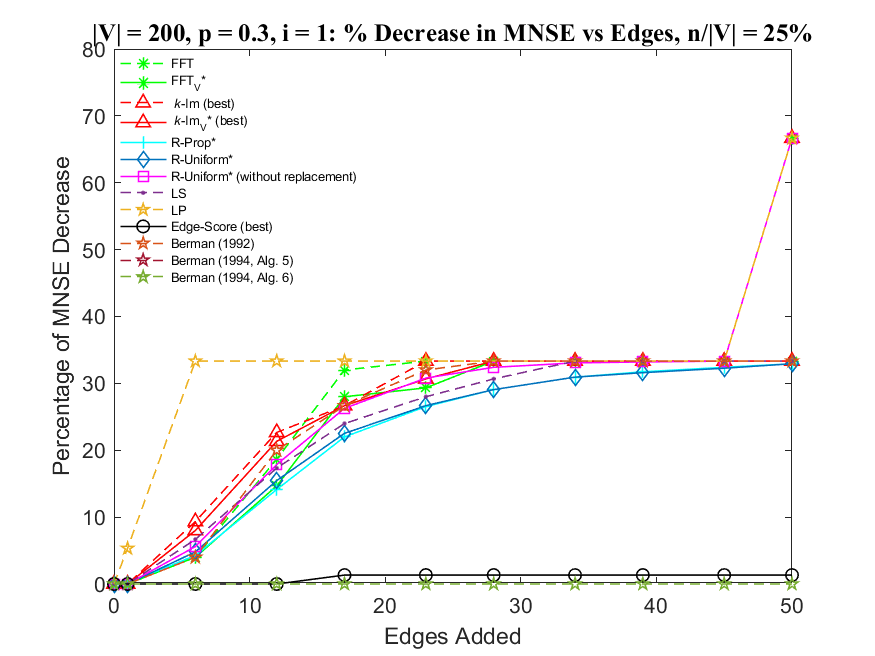 |V| = 200, p = 0.3, i = 1: % Decrease in MNSE vs Edges, n/|V| = 25%
80
70
60
50
40
30
20
10
0
Percentage of MNSE Decrease
FFT
FFT_V*
k-Im (best)
k-Im_V* (best)
R-Prop*
R-Uniform*
R-Uniform* (without replacement)
LS
LP
Edge-Score (best)
Berman (1992)
Berman (1994, Alg. 5)
Berman (1994, Alg. 6)
0 10 20 30 40 50
Edges Added